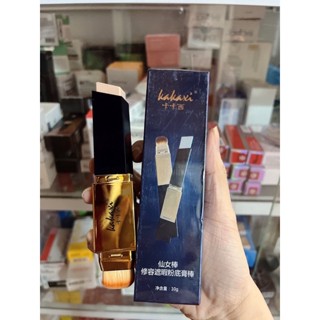 kakaxi
kakaxi
卡卡茜
仙女棒
修容遮瑕粉底膏棒
净含量：10g